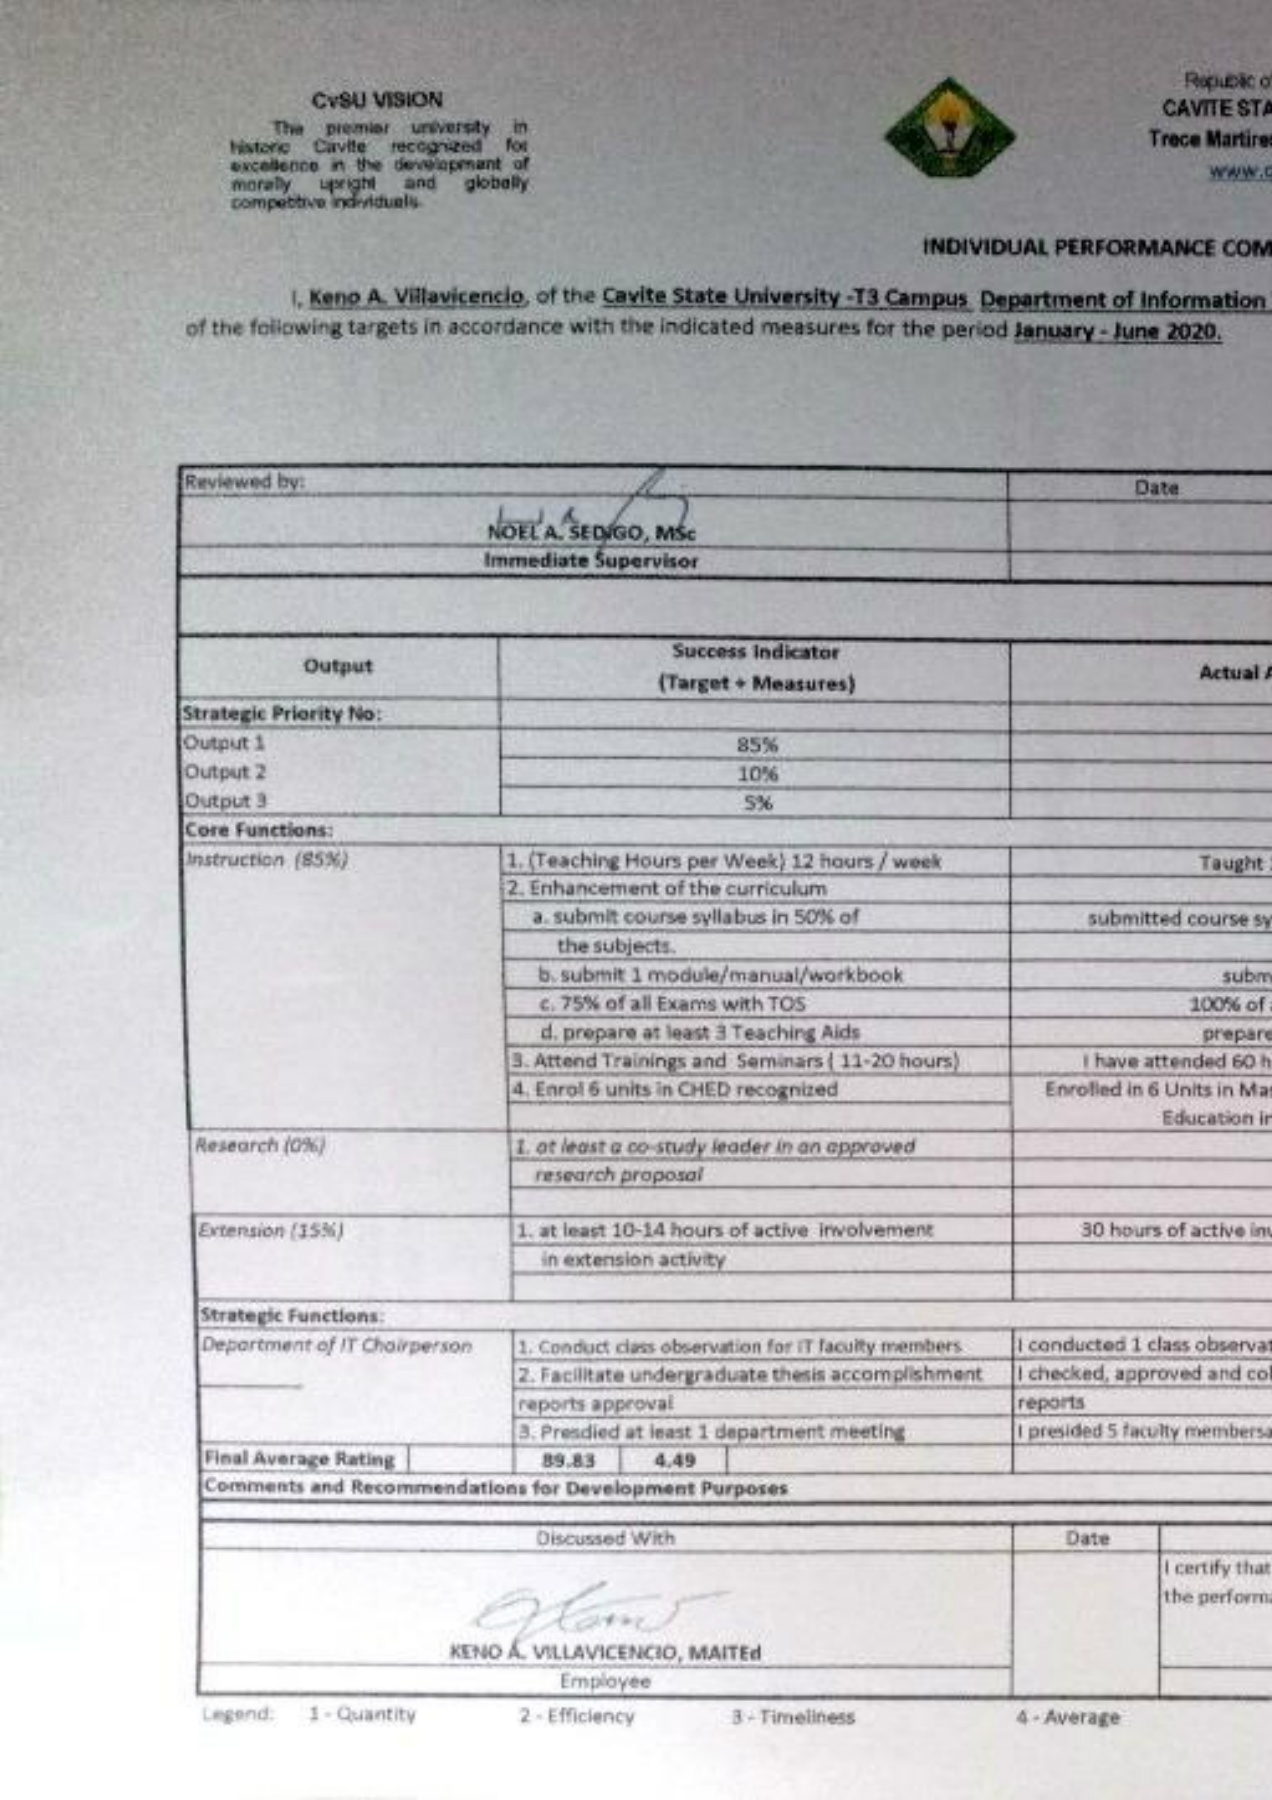 CvSU VISION
The premier university in
historic Cavite recognized for
excellence in the development of
morally upright and globally
competitive individuals.
Republic o
CAVITE STA
Trece Martires
www.c
INDIVIDUAL PERFORMANCE COM
I, Keno A. Villavicencio, of the Cavite State University -T3 Campus Department of Information
of the following targets in accordance with the indicated measures for the period January - June 2020.
Reviewed by:
Date
NOEL A. SEDIGO, MSc
Immediate Supervisor
Output
Success Indicator
(Target + Measures)
Actual A
Strategic Priority No:
Output 1 85%
Output 2 10%
Output 3 5%
Core Functions:
Instruction (85%) 1. (Teaching Hours per Week) 12 hours / week Taught
2. Enhancement of the curriculum
a. submit course syllabus in 50% of submitted course sy
the subjects.
b. submit 1 module/manual/workbook subm
c. 75% of all Exams with TOS 100% of
d. prepare at least 3 Teaching Aids prepare
3. Attend Trainings and Seminars ( 11-20 hours) I have attended 60 h
4. Enrol 6 units in CHED recognized Enrolled in 6 Units in Mas
Education in
Research (0%) 1. at least a co-study leader in an approved
research proposal
Extension (15%) 1. at least 10-14 hours of active involvement 30 hours of active inv
in extension activity
Strategic Functions:
Department of IT Chairperson 1. Conduct class observation for IT faculty members I conducted 1 class observat
2. Facilitate undergraduate thesis accomplishment I checked, approved and col
reports approval reports
3. Presdied at least 1 department meeting I presided 5 faculty membersa
Final Average Rating 89.83 4.49
Comments and Recommendations for Development Purposes
Discussed With Date
I certify that
the performa
KENO A. VILLAVICENCIO, MAITEd
Employee
Legend: 1 - Quantity 2 - Efficiency 3 - Timeliness 4 - Average